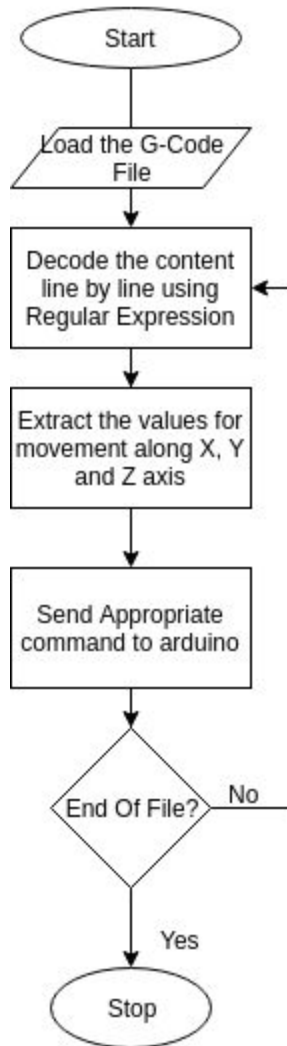 Start
Load the G-Code
File
Decode the content
line by line using
Regular Expression
Extract the values for
movement along X, Y
and Z axis
Send Appropriate
command to arduino
End Of File?
No
Yes
Stop